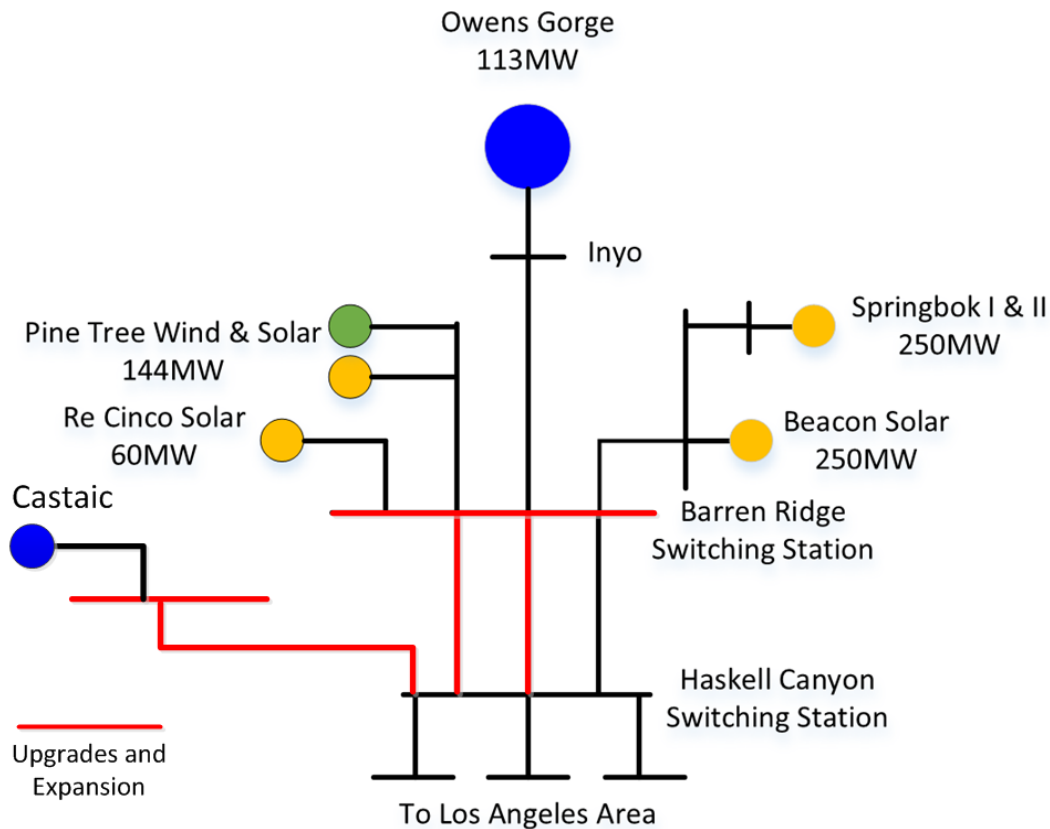 Owens Gorge
113MW
Inyo
Pine Tree Wind & Solar
144MW
Springbok I & II
250MW
Re Cinco Solar
60MW
Beacon Solar
250MW
Castaic
Barren Ridge
Switching Station
Haskell Canyon
Switching Station
Upgrades and
Expansion
To Los Angeles Area